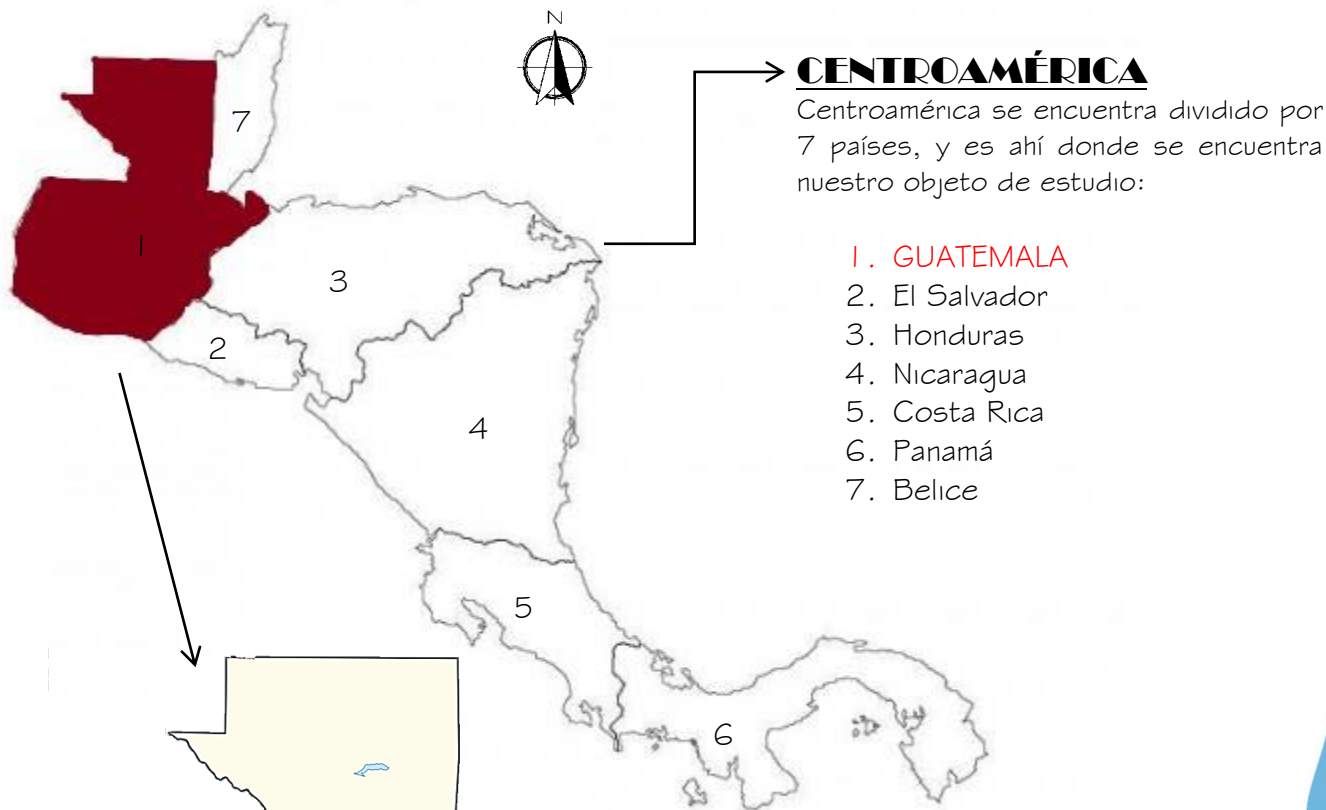 N
CENTROAMÉRICA
Centroamérica se encuentra dividido por
7 países, y es ahí donde se encuentra
nuestro objeto de estudio:
1. GUATEMALA
2. El Salvador
3. Honduras
4. Nicaragua
5. Costa Rica
6. Panamá
7. Belice
7
1
3
2
4
5
6